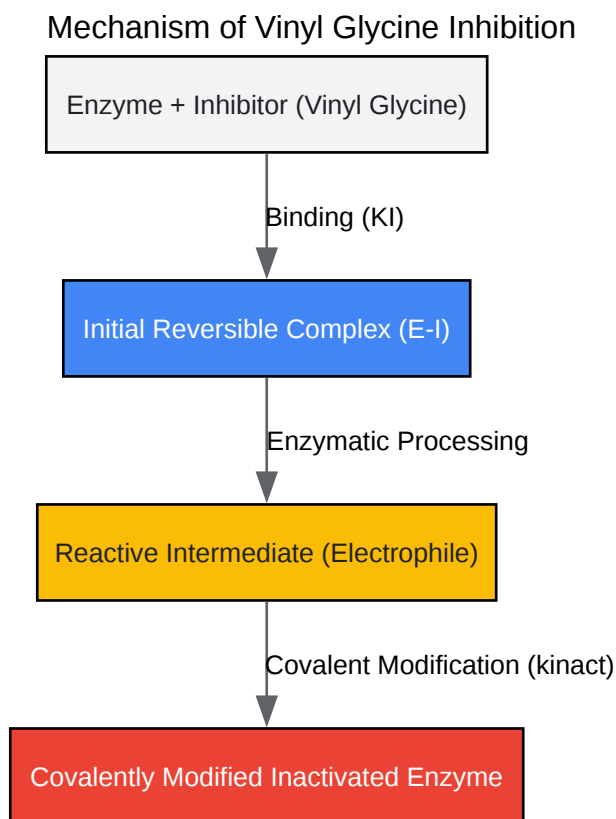 Mechanism of Vinyl Glycine Inhibition
Enzyme + Inhibitor (Vinyl Glycine)
Binding (KI)
Initial Reversible Complex (E-I)
Enzymatic Processing
Reactive Intermediate (Electrophile)
Covalent Modification (kinact)
Covalently Modified Inactivated Enzyme